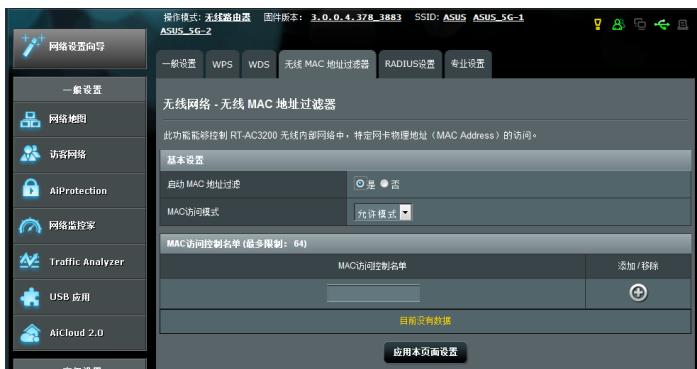 操作模式: 无线路由器 固件版本: 3.0.0.4.378_3883 SSID: ASUS ASUS_5G-1
ASUS_5G-2
网络设置向导
一般设置 WPS WDS 无线 MAC 地址过滤器 RADIUS设置 专业设置
一般设置
网络地图
访客网络
AiProtection
网络监控家
Traffic Analyzer
USB 应用
AiCloud 2.0
无线网络 - 无线 MAC 地址过滤器
此功能能够控制 RT-AC3200 无线内部网络中，特定网卡物理地址（MAC Address）的访问。
基本设置
启动 MAC 地址过滤 是 否
MAC访问模式 允许模式
MAC访问控制名单 (最多限制: 64)
MAC访问控制名单 添加 / 移除
目前没有数据
应用本页面设置